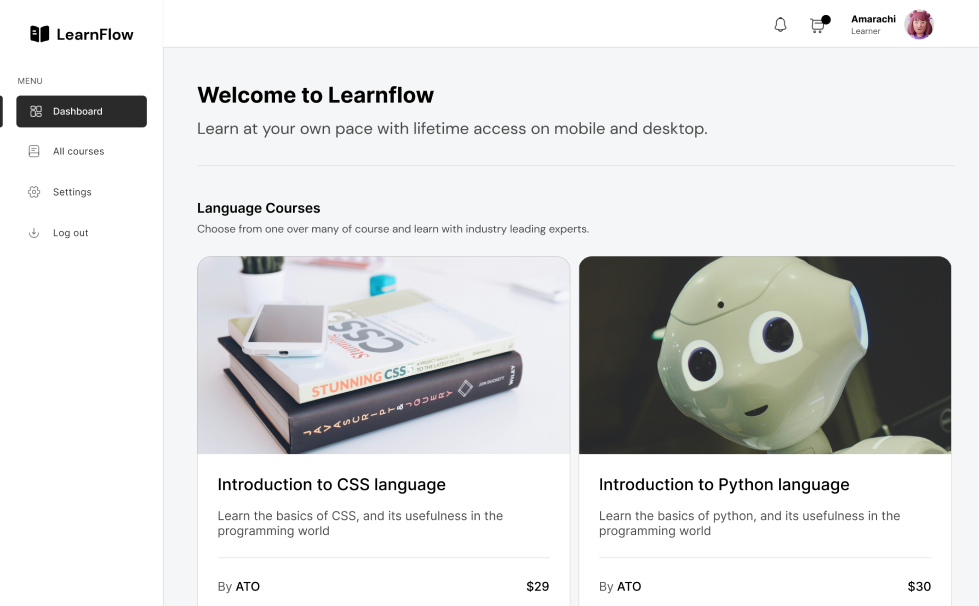 LearnFlow
Amarachi
Learner
MENU
Dashboard
All courses
Settings
Log out
Welcome to Learnflow
Learn at your own pace with lifetime access on mobile and desktop.
Language Courses
Choose from one over many of course and learn with industry leading experts.
CSS
STUNNING CSS
JAVASCRIPT & JQUERY
JON DUCKETT
WILEY
Introduction to CSS language
Learn the basics of CSS, and its usefulness in the
programming world
By ATO
$29
Introduction to Python language
Learn the basics of python, and its usefulness in the
programming world
By ATO
$30